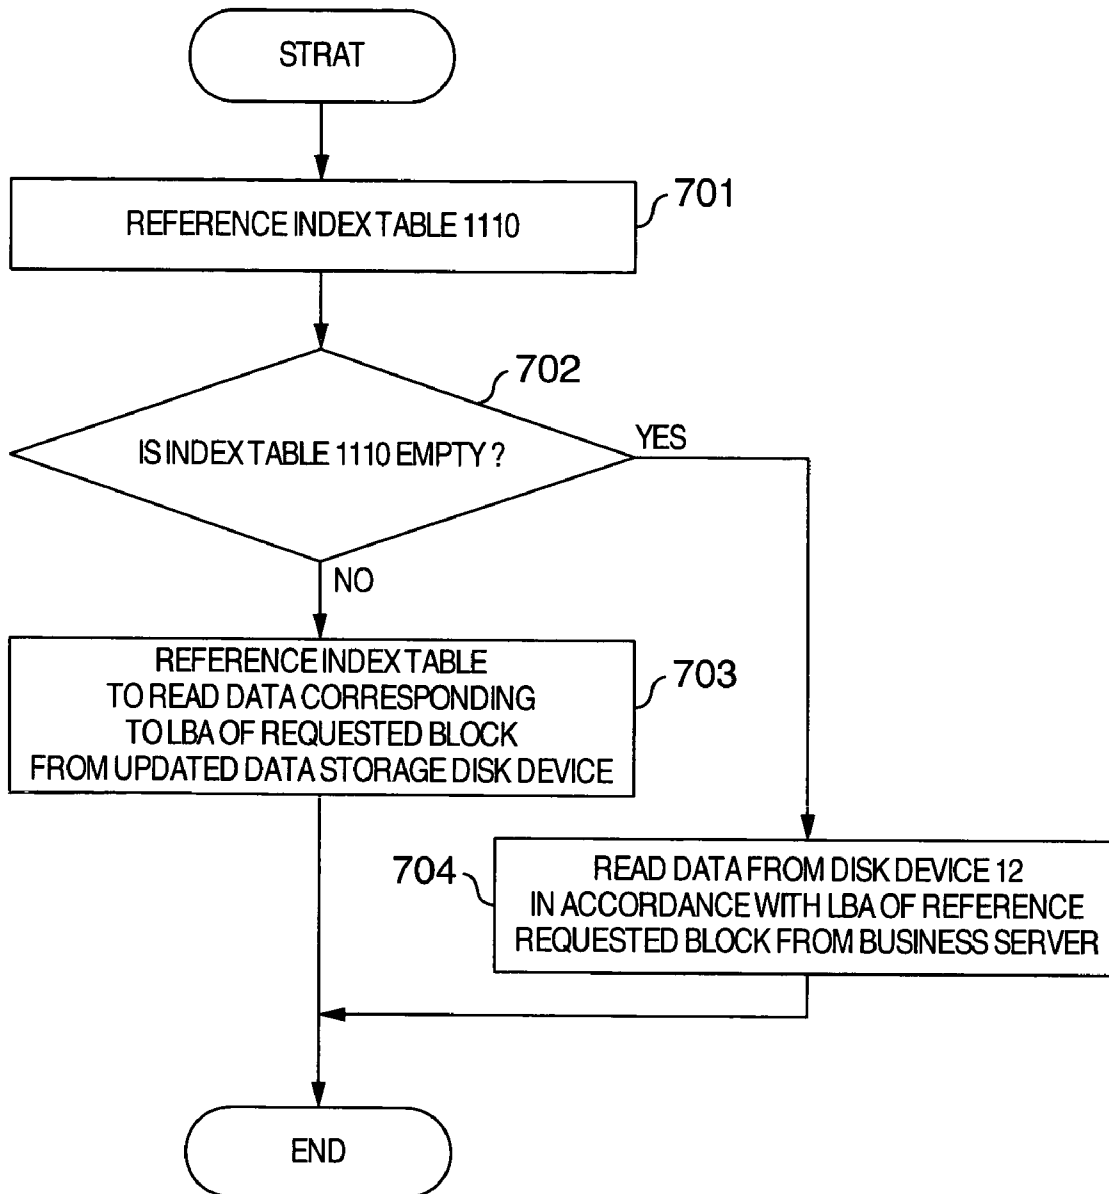 STRAT
REFERENCE INDEX TABLE 1110
701
702
IS INDEX TABLE 1110 EMPTY ?
YES
NO
REFERENCE INDEX TABLE
TO READ DATA CORRESPONDING
TO LBA OF REQUESTED BLOCK
FROM UPDATED DATA STORAGE DISK DEVICE
703
704
READ DATA FROM DISK DEVICE 12
IN ACCORDANCE WITH LBA OF REFERENCE
REQUESTED BLOCK FROM BUSINESS SERVER
END